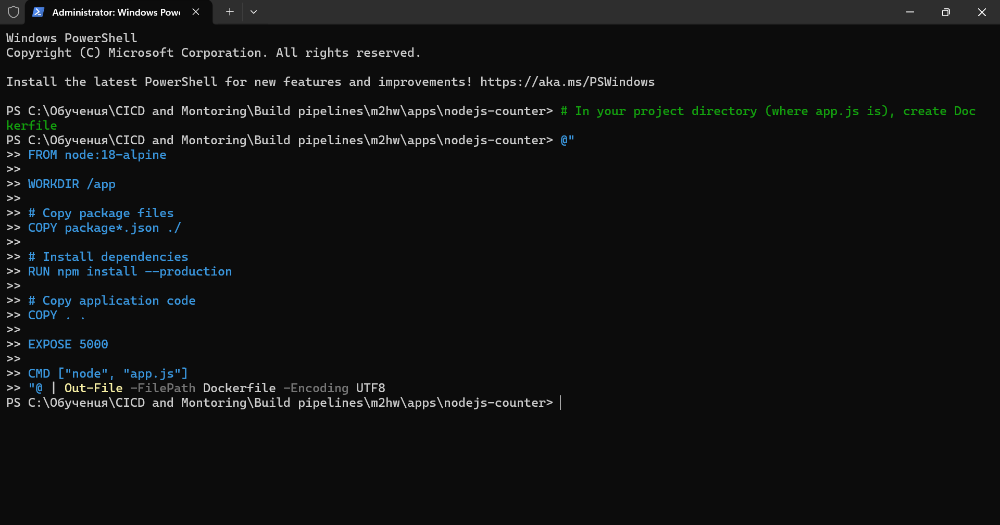 Administrator: Windows Powe
Windows PowerShell
Copyright (C) Microsoft Corporation. All rights reserved.
Install the latest PowerShell for new features and improvements! https://aka.ms/PSWindows
PS C:\Обучения\CICD and Montoring\Build pipelines\m2hw\apps\nodejs-counter> # In your project directory (where app.js is), create Doc
kerfile
PS C:\Обучения\CICD and Montoring\Build pipelines\m2hw\apps\nodejs-counter> @"
>> FROM node:18-alpine
>>
>> WORKDIR /app
>>
>> # Copy package files
>> COPY package*.json ./
>>
>> # Install dependencies
>> RUN npm install --production
>>
>> # Copy application code
>> COPY . .
>>
>> EXPOSE 5000
>>
>> CMD ["node", "app.js"]
>> "@ | Out-File -FilePath Dockerfile -Encoding UTF8
PS C:\Обучения\CICD and Montoring\Build pipelines\m2hw\apps\nodejs-counter>